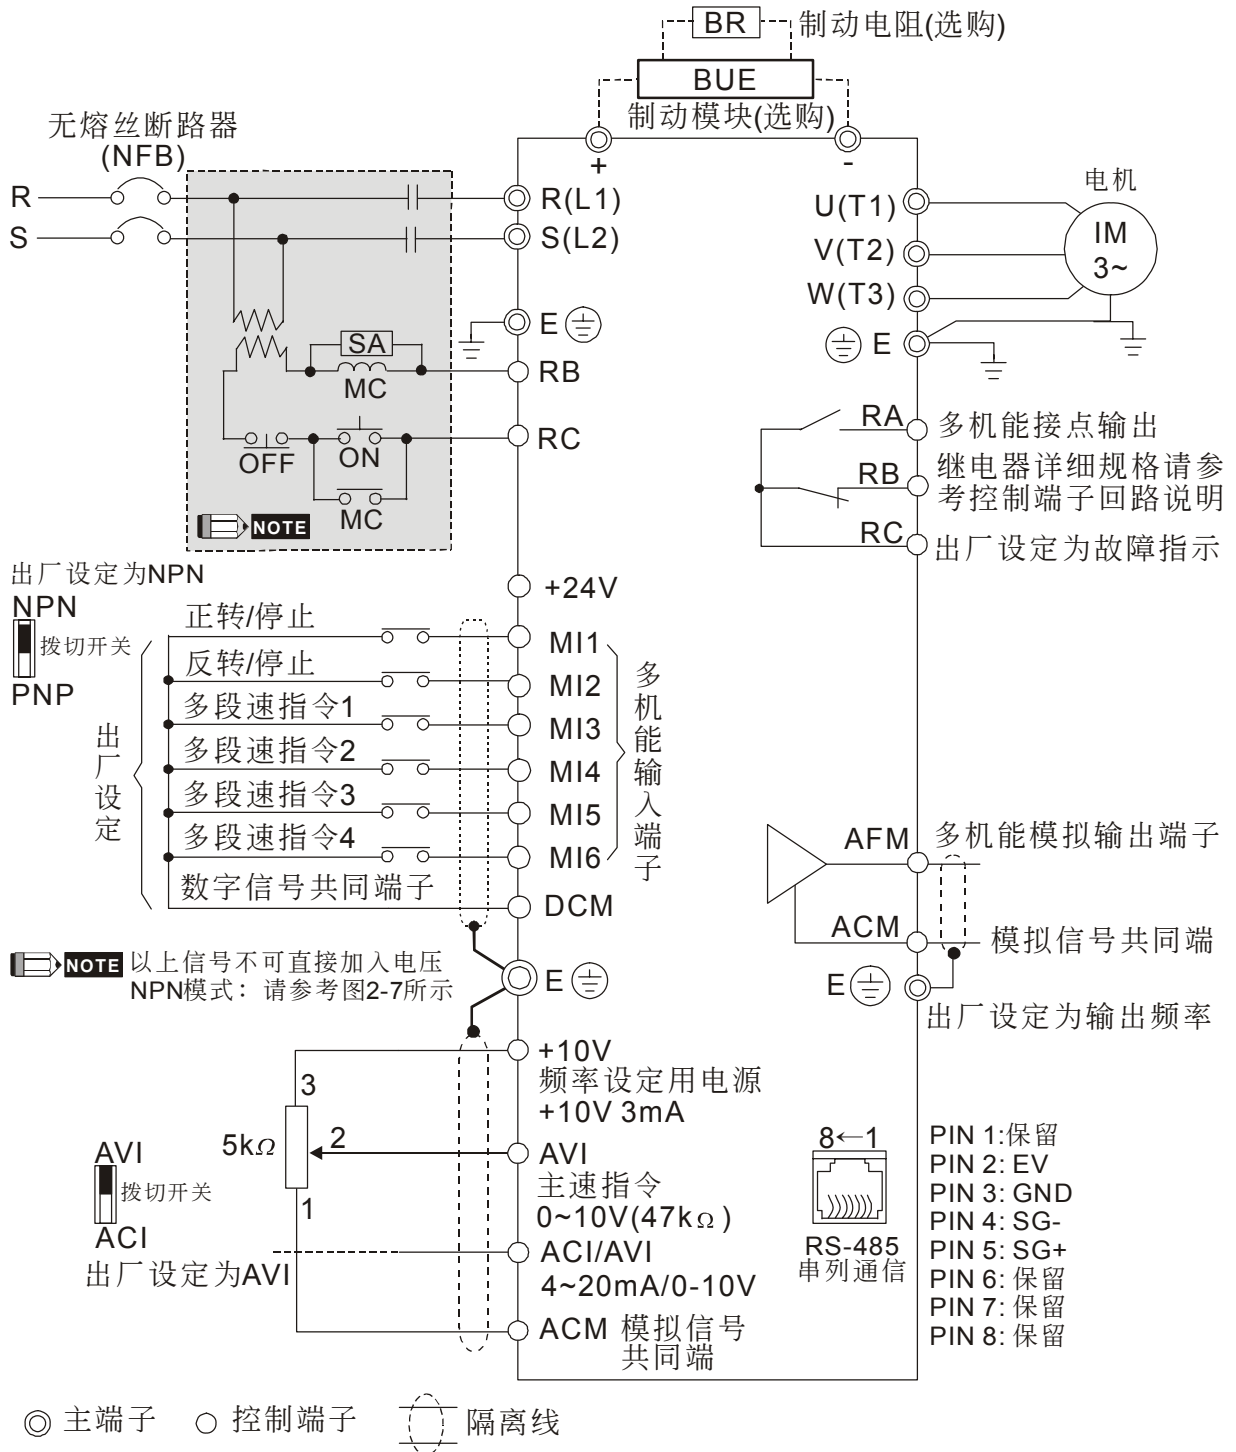 BR 制动电阻(选购)
BUE
制动模块(选购)
无熔丝断路器
(NFB)
+
-
R
S
R(L1)
S(L2)
E
SA
MC
RB
RC
OFF
ON
MC
NOTE
电机
U(T1)
V(T2)
W(T3)
IM
3~
E
RA
多机能接点输出
RB
继电器详细规格请参
考控制端子回路说明
RC
出厂设定为故障指示
出厂设定为NPN
NPN
拨切开关
PNP
出厂设定
+24V
正转/停止
MI1
反转/停止
MI2
多段速指令1
MI3
多段速指令2
MI4
多段速指令3
MI5
多段速指令4
MI6
数字信号共同端子
DCM
多机能输入端子
NOTE 以上信号不可直接加入电压
NPN模式：请参考图2-7所示
E
AFM
多机能模拟输出端子
ACM
模拟信号共同端
E
出厂设定为输出频率
+10V
频率设定用电源
+10V 3mA
3
5kΩ
2
1
AVI
主速指令
0~10V(47kΩ)
AVI
拨切开关
ACI
出厂设定为AVI
ACI/AVI
4~20mA/0-10V
ACM 模拟信号
共同端
8←1
RS-485
串列通信
PIN 1:保留
PIN 2: EV
PIN 3: GND
PIN 4: SG-
PIN 5: SG+
PIN 6: 保留
PIN 7: 保留
PIN 8: 保留
主端子
控制端子
隔离线